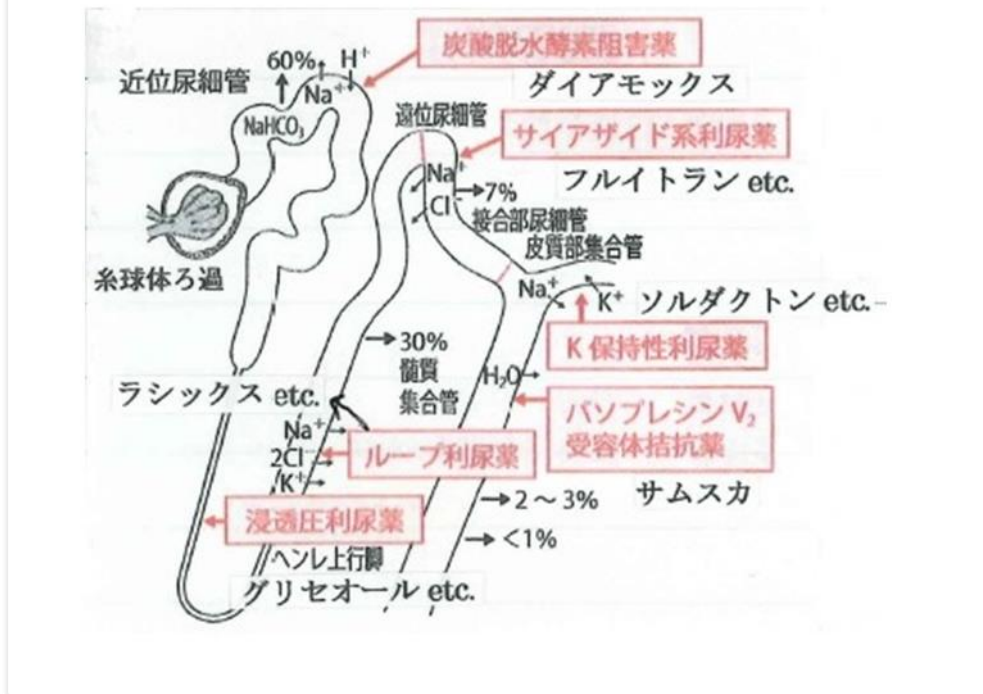 炭酸脱水酵素阻害薬
ダイアモックス
60%
H⁺
近位尿細管
Na⁺
NaHCO₃
遠位尿細管
サイアザイド系利尿薬
フルイトラン etc.
Na⁺
Cl⁻
7%
接合部尿細管
皮質部集合管
糸球体ろ過
Na⁺
K⁺
ソルダクトン etc.
K 保持性利尿薬
30%
髄質
集合管
H₂O
ラシックス etc.
バソプレシン V₂
受容体拮抗薬
サムスカ
Na⁺
2Cl⁻
K⁺
ループ利尿薬
2～3%
浸透圧利尿薬
<1%
ヘンレ上行脚
グリセオール etc.